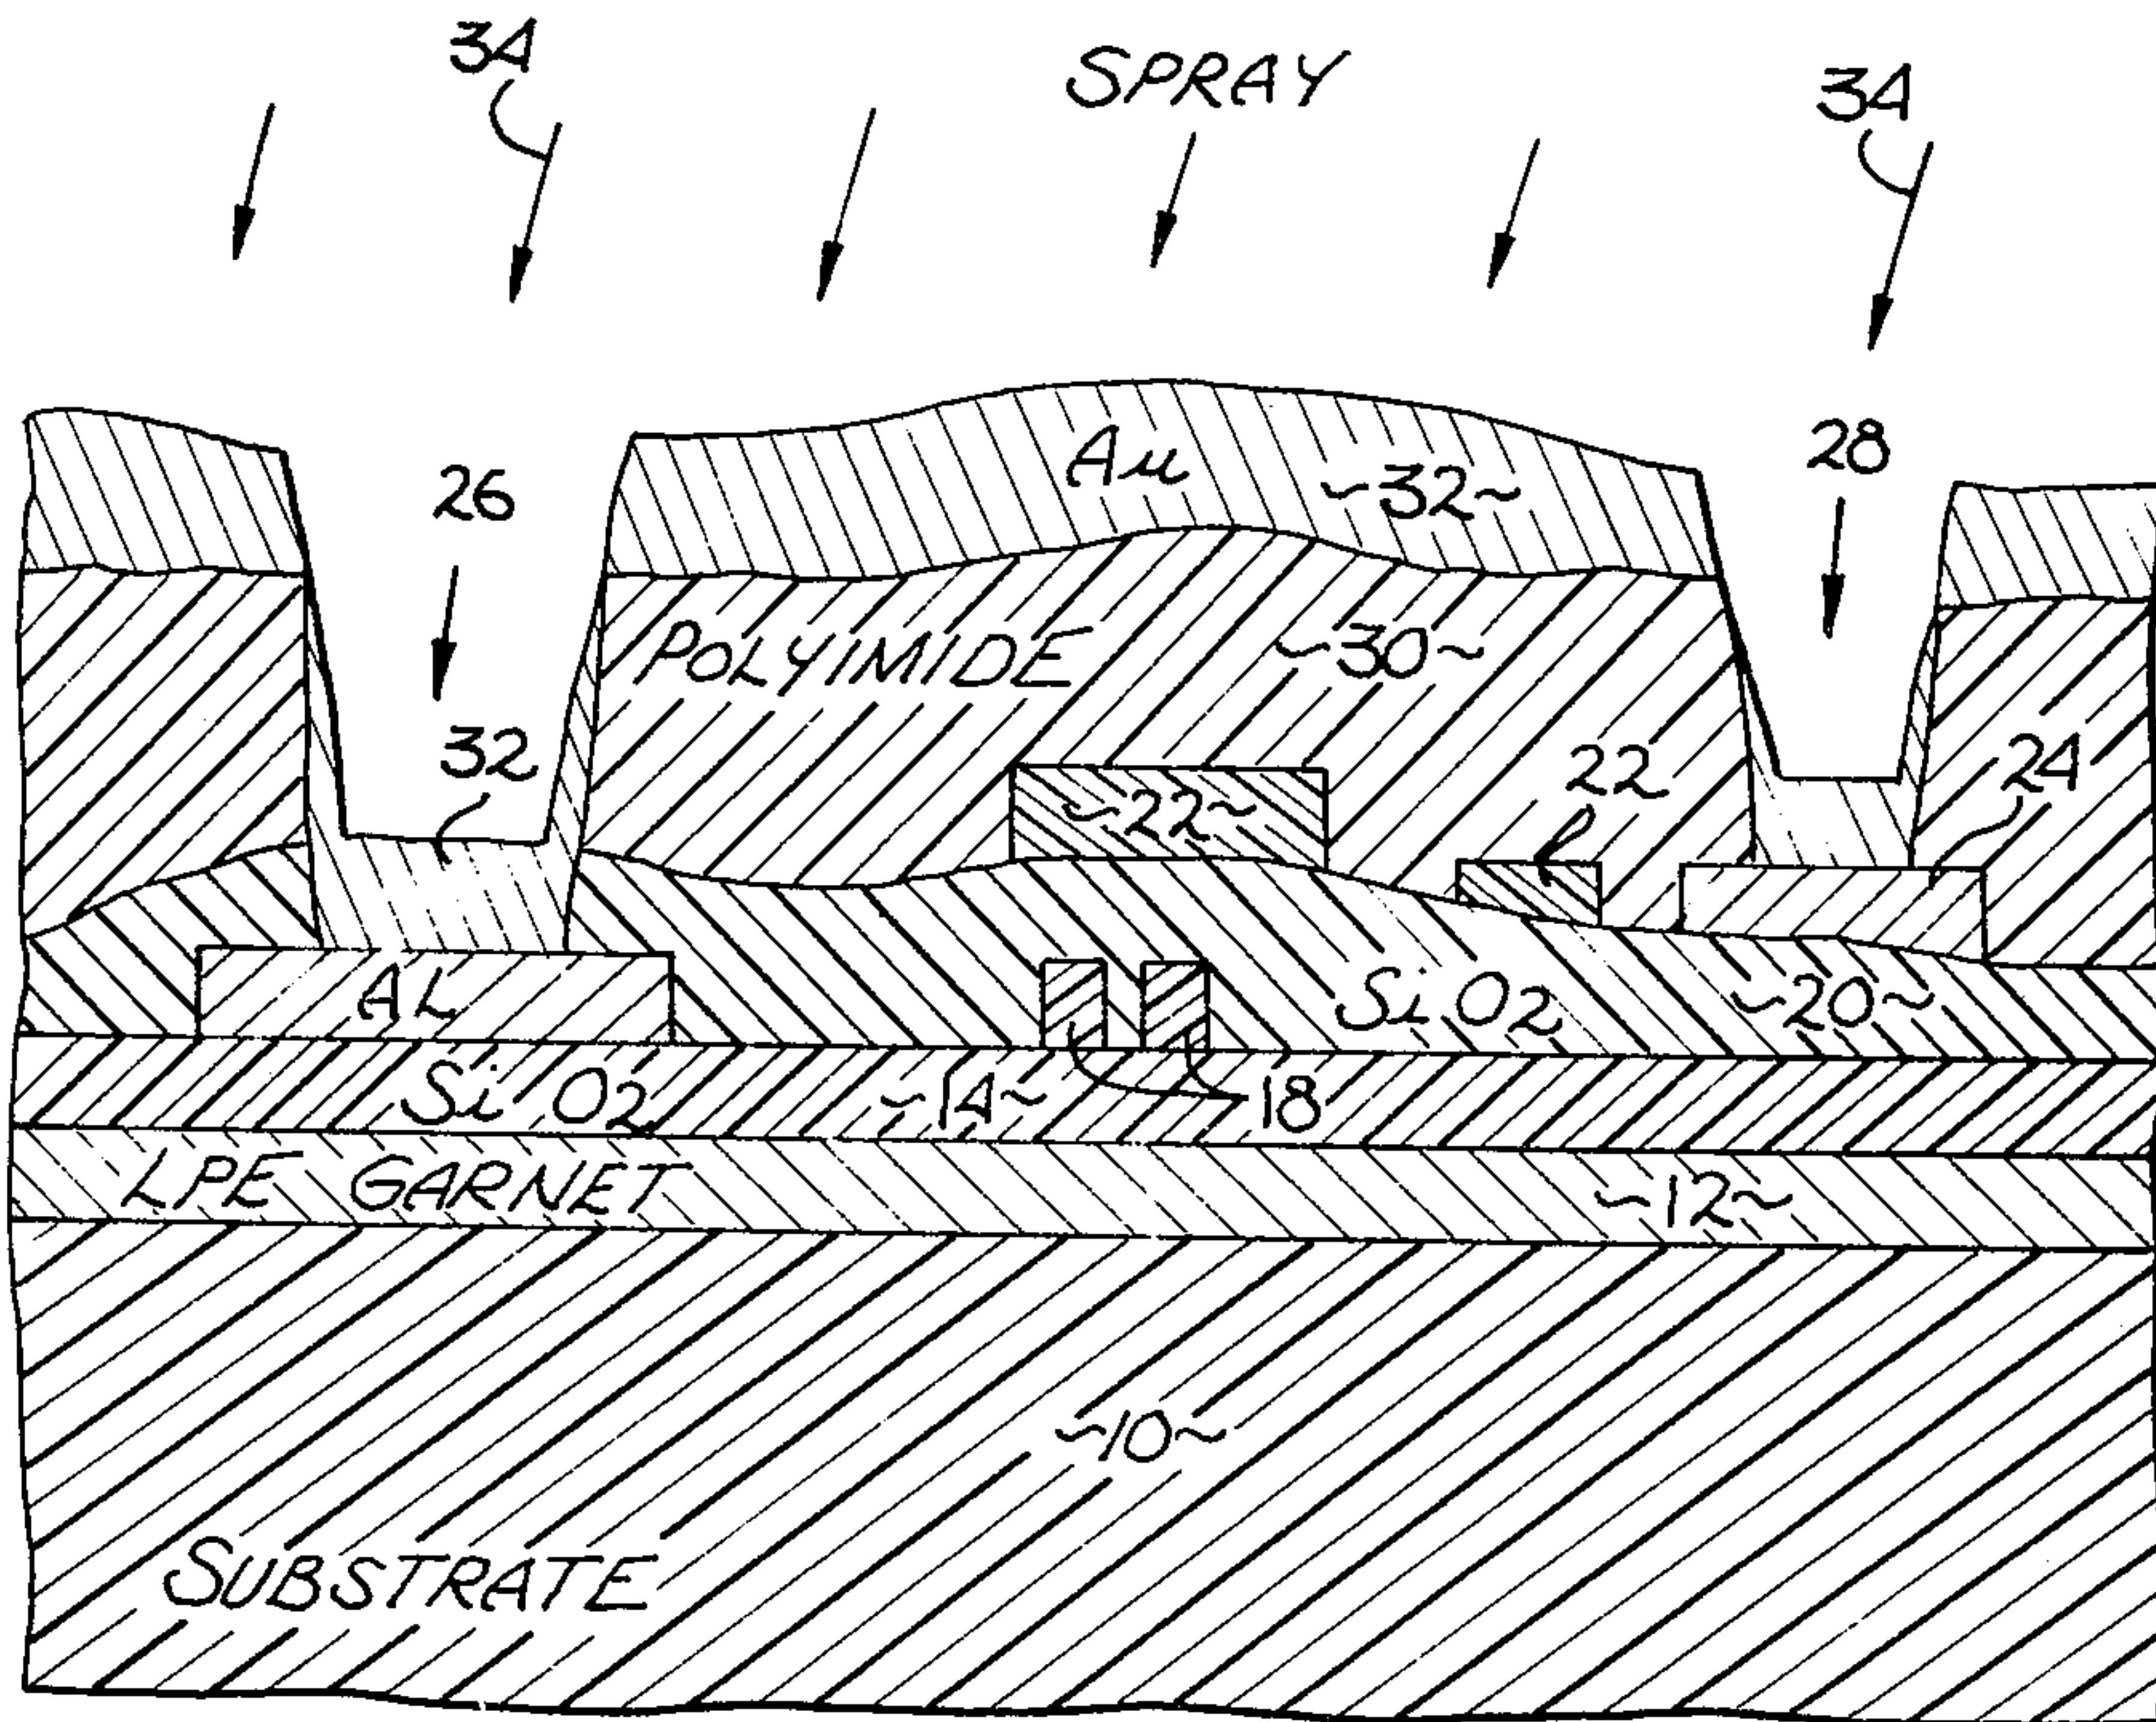 34
SPRAY
34
Au
~32~
26
28
POLYIMIDE
~30~
32
22
24
~22~
AL
SiO2
~20~
SiO2
~14~
18
LPE GARNET
~12~
~10~
SUBSTRATE